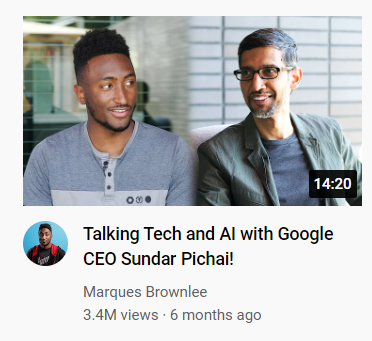 14:20
Talking Tech and AI with Google
CEO Sundar Pichai!
Marques Brownlee
3.4M views · 6 months ago